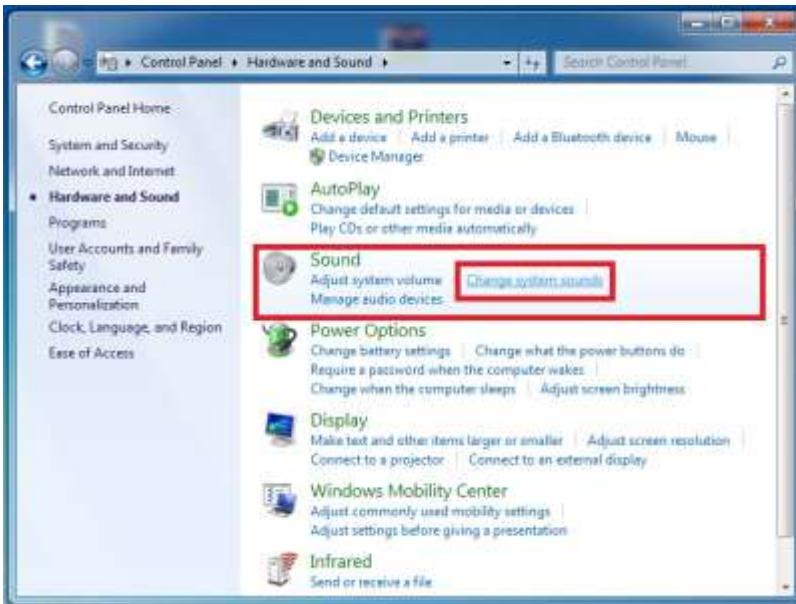 Control Panel Hardware and Sound
Search Control Panel
Control Panel Home
System and Security
Network and Internet
Hardware and Sound
Programs
User Accounts and Family
Safety
Appearance and
Personalization
Clock, Language, and Region
Ease of Access
Devices and Printers
Add a device Add a printer Add a Bluetooth device Mouse
Device Manager
AutoPlay
Change default settings for media or devices
Play CDs or other media automatically
Sound
Adjust system volume Change system sounds
Manage audio devices
Power Options
Change battery settings Change what the power buttons do
Require a password when the computer wakes
Change when the computer sleeps Adjust screen brightness
Display
Make text and other items larger or smaller Adjust screen resolution
Connect to a projector Connect to an external display
Windows Mobility Center
Adjust commonly used mobility settings
Adjust settings before giving a presentation
Infrared
Send or receive a file